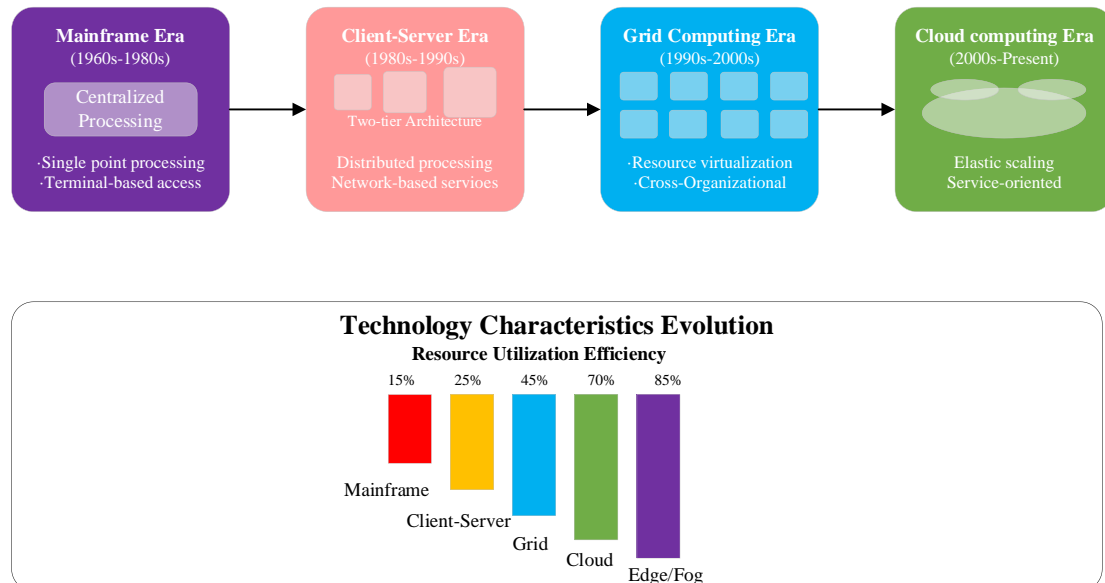 Mainframe Era
(1960s-1980s)
Centralized
Processing
·Single point processing
·Terminal-based access
Client-Server Era
(1980s-1990s)
Two-tier Architecture
Distributed processing
Network-based servioes
Grid Computing Era
(1990s-2000s)
·Resource virtualization
·Cross-Organizational
Cloud computing Era
(2000s-Present)
Elastic scaling
Service-oriented
Technology Characteristics Evolution
Resource Utilization Efficiency
15% 25% 45% 70% 85%
Mainframe
Client-Server
Grid
Cloud
Edge/Fog